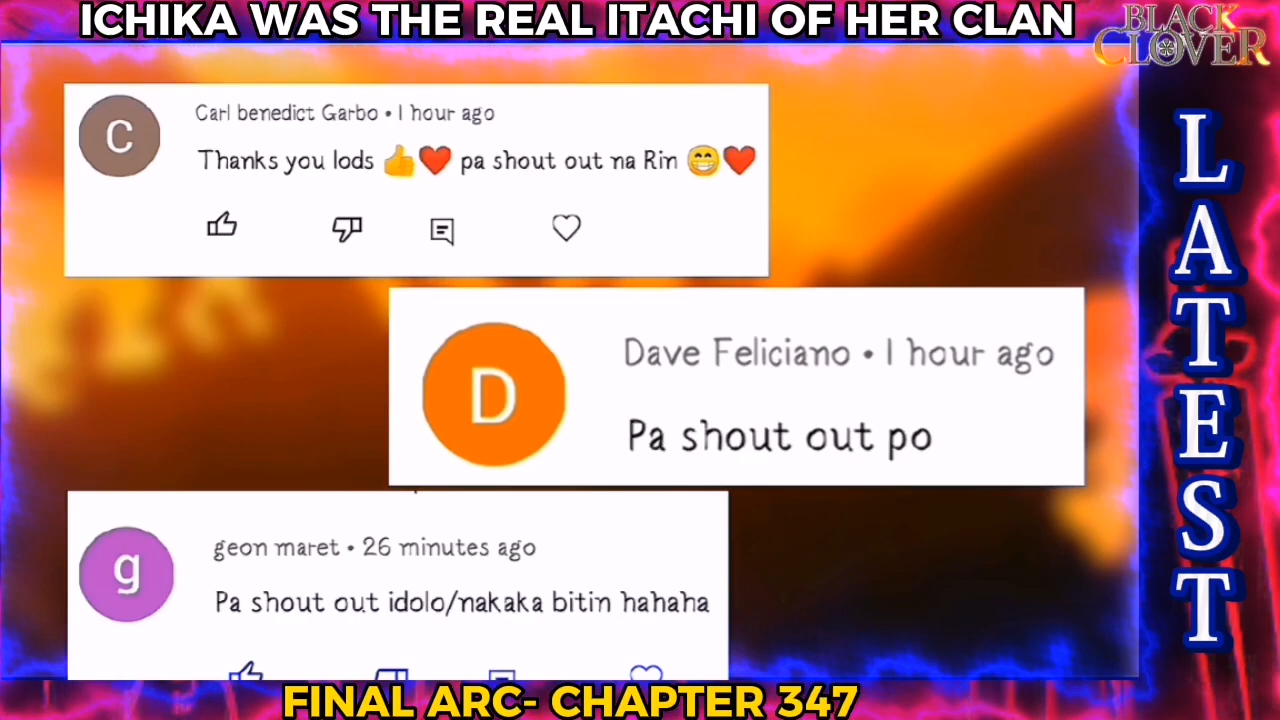 ICHIKA WAS THE REAL ITACHI OF HER CLAN
BLACK
CLOVER
Carl benedict Garbo • 1 hour ago
Thanks you lods 👍❤️ pa shout out na Rin 😁❤️
C
Dave Feliciano • 1 hour ago
D
Pa shout out po
geon maret • 26 minutes ago
g
Pa shout out idolo/nakaka bitin hahaha
LATEST
FINAL ARC- CHAPTER 347